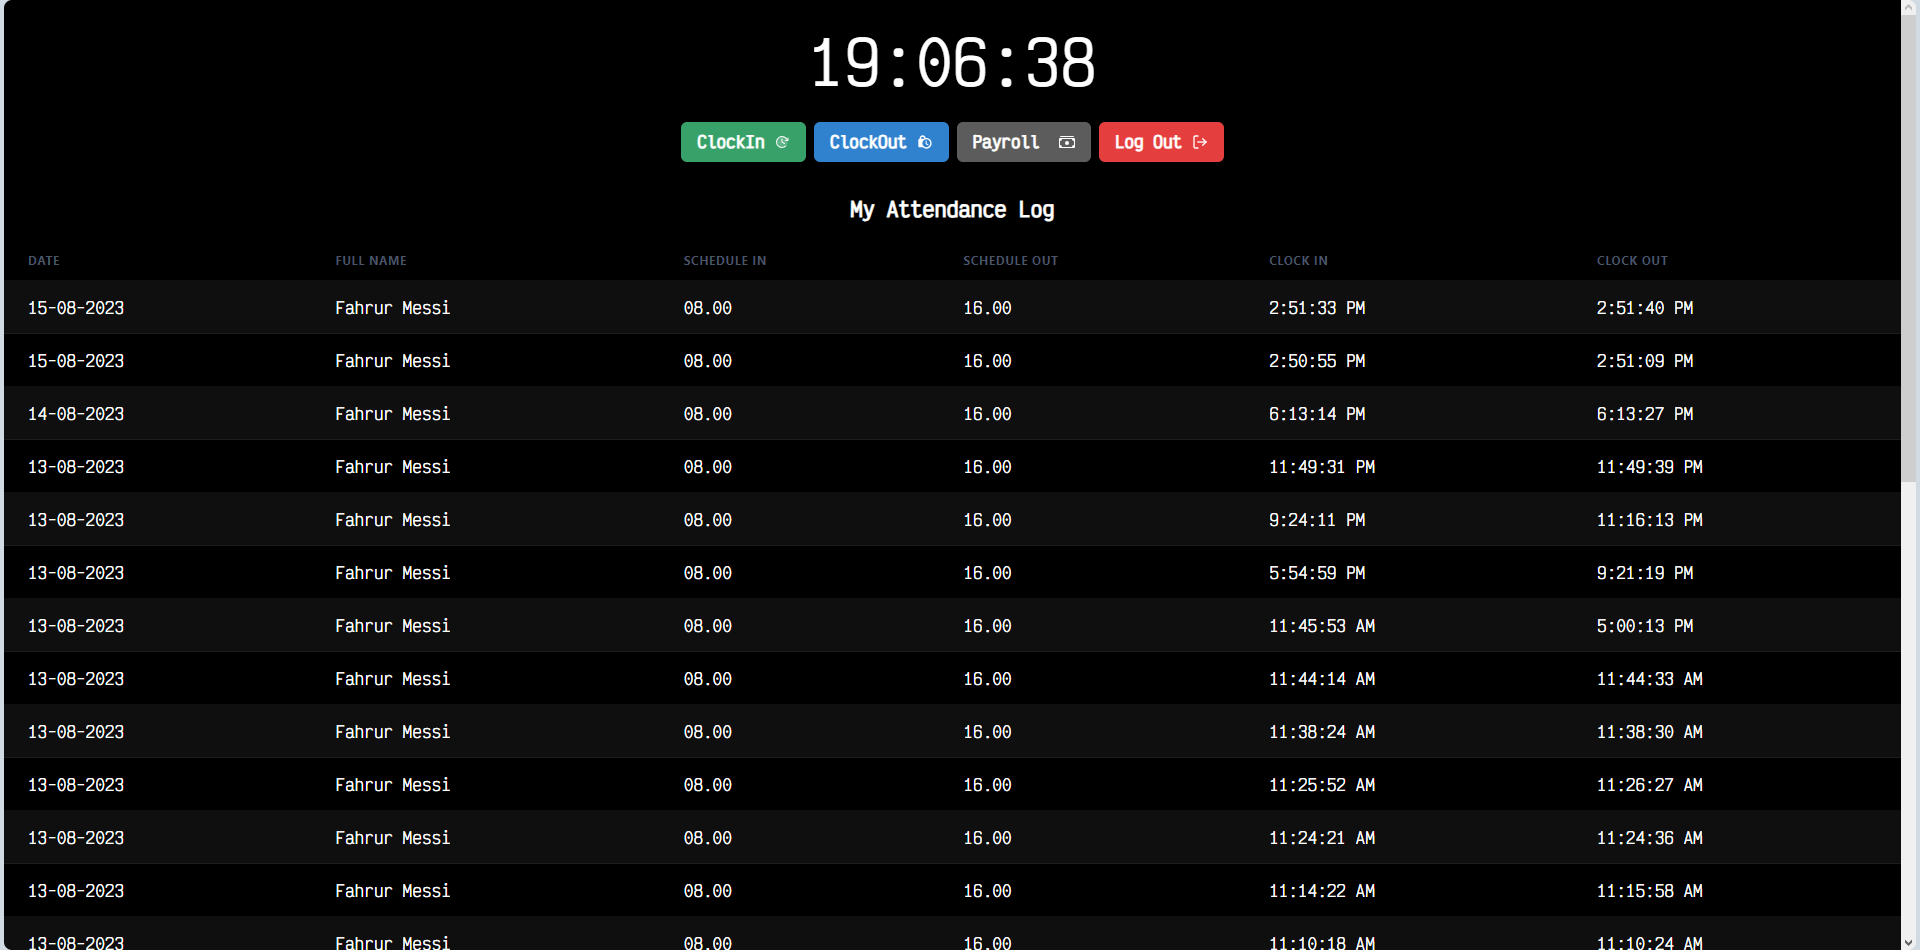 19:06:38
ClockIn ClockOut Payroll Log Out
My Attendance Log
DATE FULL NAME SCHEDULE IN SCHEDULE OUT CLOCK IN CLOCK OUT
15-08-2023 Fahrur Messi 08.00 16.00 2:51:33 PM 2:51:40 PM
15-08-2023 Fahrur Messi 08.00 16.00 2:50:55 PM 2:51:09 PM
14-08-2023 Fahrur Messi 08.00 16.00 6:13:14 PM 6:13:27 PM
13-08-2023 Fahrur Messi 08.00 16.00 11:49:31 PM 11:49:39 PM
13-08-2023 Fahrur Messi 08.00 16.00 9:24:11 PM 11:16:13 PM
13-08-2023 Fahrur Messi 08.00 16.00 5:54:59 PM 9:21:19 PM
13-08-2023 Fahrur Messi 08.00 16.00 11:45:53 AM 5:00:13 PM
13-08-2023 Fahrur Messi 08.00 16.00 11:44:14 AM 11:44:33 AM
13-08-2023 Fahrur Messi 08.00 16.00 11:38:24 AM 11:38:30 AM
13-08-2023 Fahrur Messi 08.00 16.00 11:25:52 AM 11:26:27 AM
13-08-2023 Fahrur Messi 08.00 16.00 11:24:21 AM 11:24:36 AM
13-08-2023 Fahrur Messi 08.00 16.00 11:14:22 AM 11:15:58 AM
13-08-2023 Fahrur Messi 08.00 16.00 11:10:18 AM 11:10:24 AM